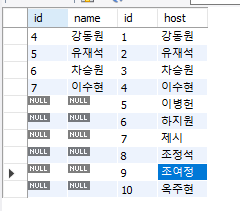 id name id host
4 강동원 1 강동원
5 유재석 2 유재석
6 차승원 3 차승원
7 이수현 4 이수현
NULL NULL 5 이병헌
NULL NULL 6 하지원
NULL NULL 7 제시
NULL NULL 8 조정석
NULL NULL 9 조여정
NULL NULL 10 옥주현